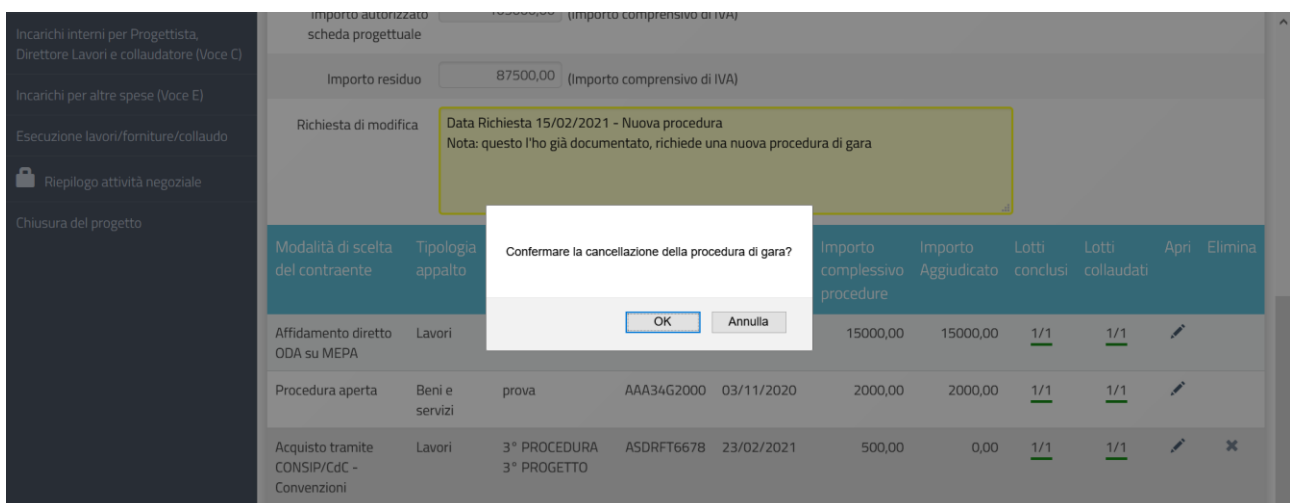 Incarichi interni per Progettista,
Direttore Lavori e collaudatore (Voce C)
Incarichi per altre spese (Voce E)
Esecuzione lavori/forniture/collaudo
Riepilogo attività negoziale
Chiusura del progetto
Importo autorizzato
scheda progettuale
(Importo comprensivo di IVA)
Importo residuo 87500,00 (Importo comprensivo di IVA)
Richiesta di modifica
Data Richiesta 15/02/2021 - Nuova procedura
Nota: questo l'ho già documentato, richiede una nuova procedura di gara
Confermare la cancellazione della procedura di gara?
OK Annulla
Modalità di scelta
del contraente
Tipologia
appalto
Importo
complessivo
procedure
Importo
Aggiudicato
Lotti
conclusi
Lotti
collaudati
Apri
Elimina
Affidamento diretto
ODA su MEPA
Lavori
15000,00 15000,00 1/1 1/1
Procedura aperta
Beni e
servizi
prova AAA34G2000 03/11/2020 2000,00 2000,00 1/1 1/1
Acquisto tramite
CONSIP/CdC -
Convenzioni
Lavori
3° PROCEDURA
3° PROGETTO
ASDRFT6678 23/02/2021 500,00 0,00 1/1 1/1